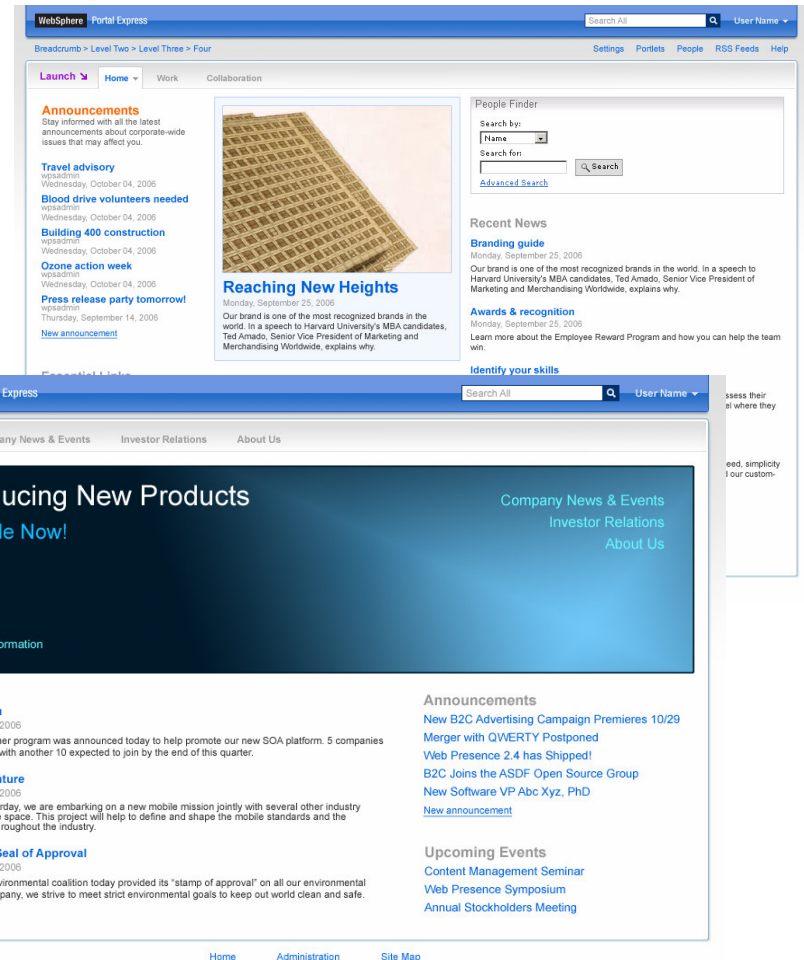 WebSphere Portal Express
Search All
User Name
Breadcrumb > Level Two > Level Three > Four
Settings Portlets People RSS Feeds Help
Launch Home Work Collaboration
Announcements
Stay informed with all the latest
announcements about corporate-wide
issues that may affect you.
Travel advisory
wpsadmin
Wednesday, October 04, 2006
Blood drive volunteers needed
wpsadmin
Wednesday, October 04, 2006
Building 400 construction
wpsadmin
Wednesday, October 04, 2006
Ozone action week
wpsadmin
Wednesday, October 04, 2006
Press release party tomorrow!
wpsadmin
Thursday, September 14, 2006
New announcement
Essential Links
Reaching New Heights
Monday, September 25, 2006
Our brand is one of the most recognized brands in the
world. In a speech to Harvard University's MBA candidates,
Ted Amado, Senior Vice President of Marketing and
Merchandising Worldwide, explains why.
People Finder
Search by:
Name
Search for:
Search
Advanced Search
Recent News
Branding guide
Monday, September 25, 2006
Our brand is one of the most recognized brands in the world. In a speech to
Harvard University's MBA candidates, Ted Amado, Senior Vice President of
Marketing and Merchandising Worldwide, explains why.
Awards & recognition
Monday, September 25, 2006
Learn more about the Employee Reward Program and how you can help the team
win.
Identify your skills
ssess their
el where they
eed, simplicity
our custom-
Express
Search All
User Name
any News & Events Investor Relations About Us
ucing New Products
le Now!
Company News & Events
Investor Relations
About Us
ormation
2006
er program was announced today to help promote our new SOA platform. 5 companies
with another 10 expected to join by the end of this quarter.
ture
2006
rday, we are embarking on a new mobile mission jointly with several other industry
space. This project will help to define and shape the mobile standards and the
roughout the industry.
Seal of Approval
2006
vironmental coalition today provided its "stamp of approval" on all our environmental
pany, we strive to meet strict environmental goals to keep out world clean and safe.
Announcements
New B2C Advertising Campaign Premieres 10/29
Merger with QWERTY Postponed
Web Presence 2.4 has Shipped!
B2C Joins the ASDF Open Source Group
New Software VP Abc Xyz, PhD
New announcement
Upcoming Events
Content Management Seminar
Web Presence Symposium
Annual Stockholders Meeting
Home Administration Site Map